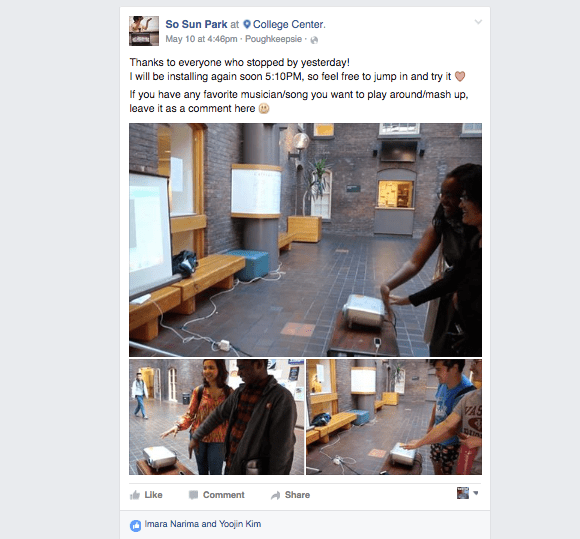 So Sun Park at College Center.
May 10 at 4:46pm · Poughkeepsie ·
Thanks to everyone who stopped by yesterday!
I will be installing again soon 5:10PM, so feel free to jump in and try it
If you have any favorite musician/song you want to play around/mash up,
leave it as a comment here
Like Comment Share
Imara Narima and Yoojin Kim